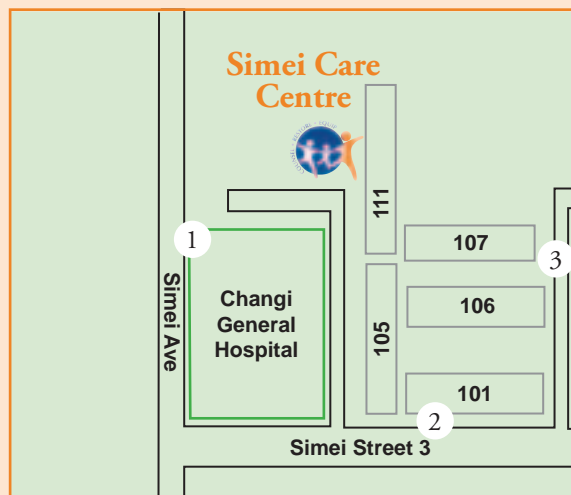 Simei Care
Centre
111
1
107
3
Simei Ave
Changi
General
Hospital
105
106
101
2
Simei Street 3